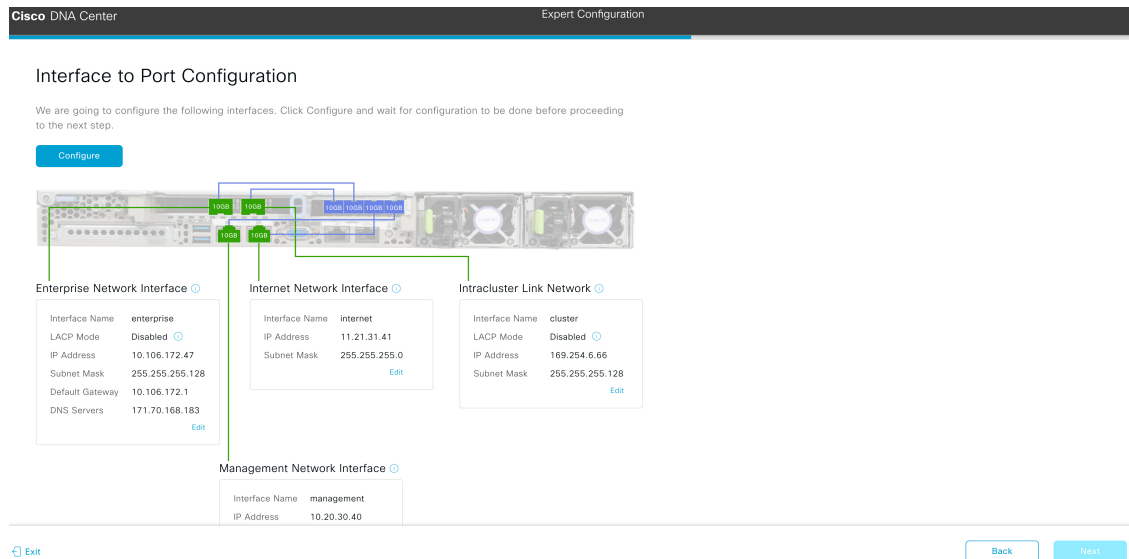 Cisco DNA Center
Expert Configuration
Interface to Port Configuration
We are going to configure the following interfaces. Click Configure and wait for configuration to be done before proceeding
to the next step.
Configure
10GB 10GB 10GB 10GB 10GB 10GB
10GB 10GB
Enterprise Network Interface
Interface Name enterprise
LACP Mode Disabled
IP Address 10.106.172.47
Subnet Mask 255.255.255.128
Default Gateway 10.106.172.1
DNS Servers 171.70.168.183
Edit
Internet Network Interface
Interface Name internet
IP Address 11.21.31.41
Subnet Mask 255.255.255.0
Edit
Intracluster Link Network
Interface Name cluster
LACP Mode Disabled
IP Address 169.254.6.66
Subnet Mask 255.255.255.128
Edit
Management Network Interface
Interface Name management
IP Address 10.20.30.40
Exit
Back
Next